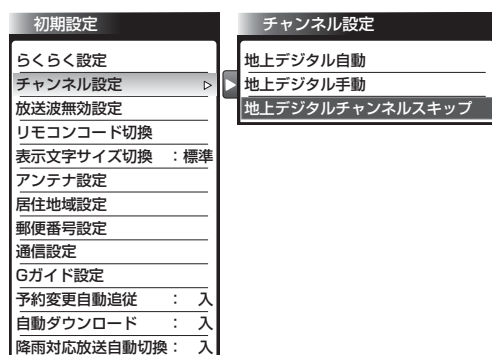 初期設定
らくらく設定
チャンネル設定
放送波無効設定
リモコンコード切換
表示文字サイズ切換 ：標準
アンテナ設定
居住地域設定
郵便番号設定
通信設定
Gガイド設定
予約変更自動追従 ： 入
自動ダウンロード ： 入
降雨対応放送自動切換： 入
チャンネル設定
地上デジタル自動
地上デジタル手動
地上デジタルチャンネルスキップ